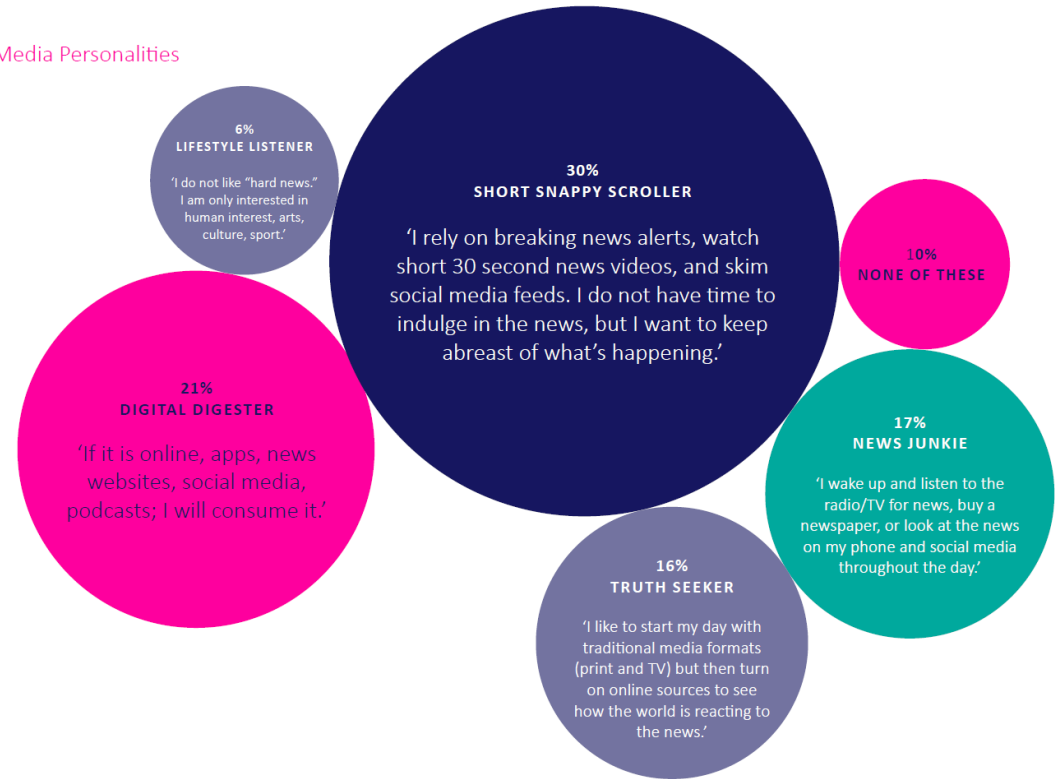 Media Personalities
6%
LIFESTYLE LISTENER
‘I do not like “hard news.”
I am only interested in
human interest, arts,
culture, sport.’
30%
SHORT SNAPPY SCROLLER
‘I rely on breaking news alerts, watch
short 30 second news videos, and skim
social media feeds. I do not have time to
indulge in the news, but I want to keep
abreast of what’s happening.’
10%
NONE OF THESE
21%
DIGITAL DIGESTER
‘If it is online, apps, news
websites, social media,
podcasts; I will consume it.’
17%
NEWS JUNKIE
‘I wake up and listen to the
radio/TV for news, buy a
newspaper, or look at the news
on my phone and social media
throughout the day.’
16%
TRUTH SEEKER
‘I like to start my day with
traditional media formats
(print and TV) but then turn
on online sources to see
how the world is reacting to
the news.’